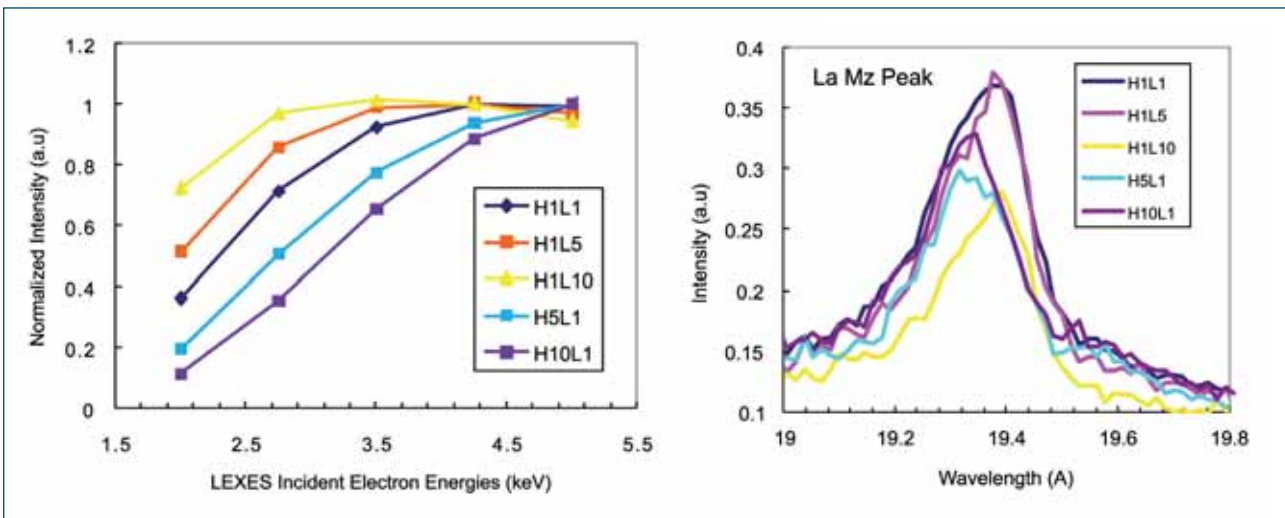 1.2
1
0.8
0.6
0.4
0.2
0
Normalized Intensity (a.u)
1.5
2.5
3.5
4.5
5.5
LEXES Incident Electron Energies (keV)
H1L1
H1L5
H1L10
H5L1
H10L1
La Mz Peak
0.4
0.35
0.3
0.25
0.2
0.15
0.1
Intensity (a.u)
19
19.2
19.4
19.6
19.8
Wavelength (A)
H1L1
H1L5
H1L10
H5L1
H10L1